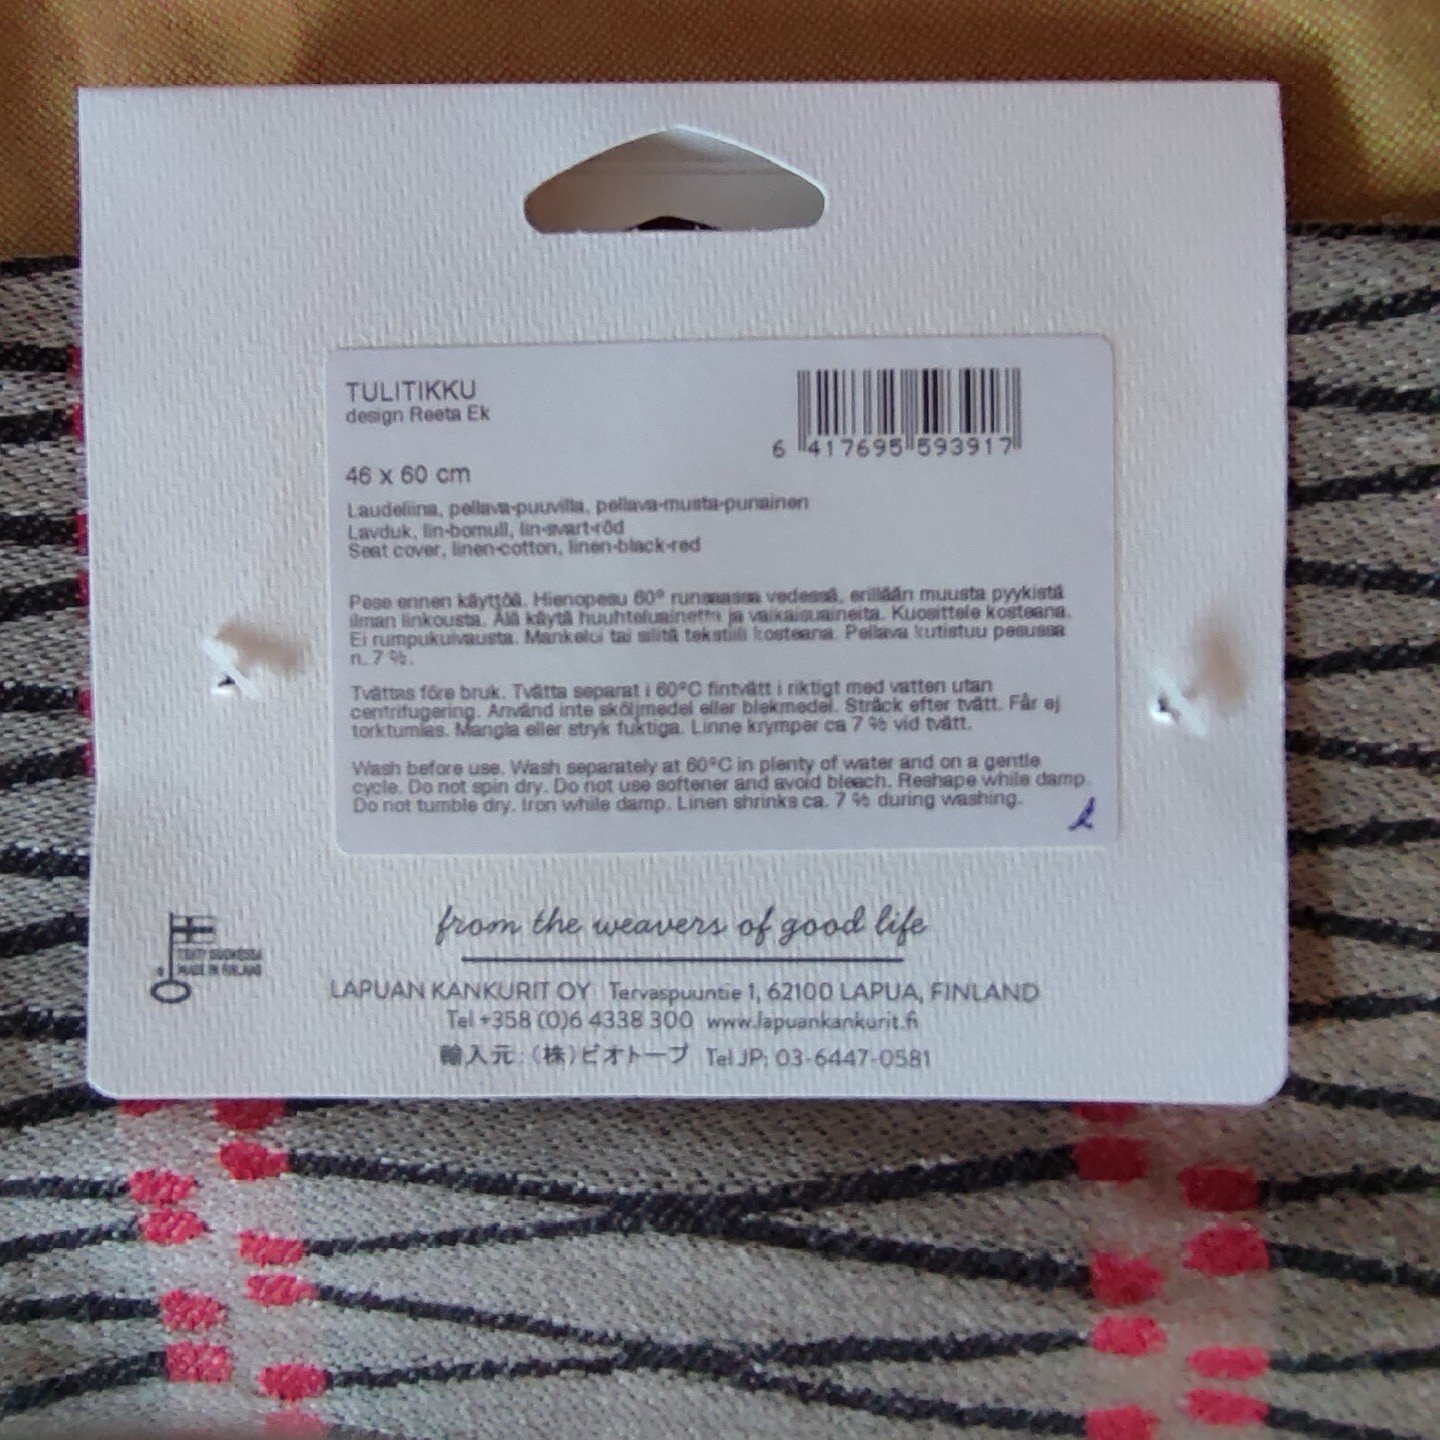 TULITIKKU
design Reeta Ek
6 417695 593917
46 x 60 cm
Laudeliina, pellava-puuvilla, pellava-musta-punainen
Lavduk, lin-bomull, lin-svart-röd
Seat cover, linen-cotton, linen-black-red
Pese ennen käyttöä. Hienopesu 60° runsaassa vedessä, erillään muusta pyykistä
ilman linkousta. Älä käytä huuhteluainetta ja valkaisuaineita. Kuosittele kosteana.
Ei rumpukuivausta. Mankeloi tai silitä tekstiili kosteana. Pellava kutistuu pesussa
n. 7 %.
Tvättas före bruk. Tvätta separat i 60°C fintvätt i riktigt med vatten utan
centrifugering. Använd inte sköljmedel eller blekmedel. Sträck efter tvätt. Får ej
torktumlas. Mangla eller stryk fuktiga. Linne krymper ca 7 % vid tvätt.
Wash before use. Wash separately at 60°C in plenty of water and on a gentle
cycle. Do not spin dry. Do not use softener and avoid bleach. Reshape while damp.
Do not tumble dry. Iron while damp. Linen shrinks ca. 7 % during washing.
from the weavers of good life
MADE IN FINLAND
LAPUAN KANKURIT OY Tervaspuuntie 1, 62100 LAPUA, FINLAND
Tel +358 (0)6 4338 300 www.lapuankankurit.fi
輸入元:(株)ビオトープ Tel JP: 03-6447-0581